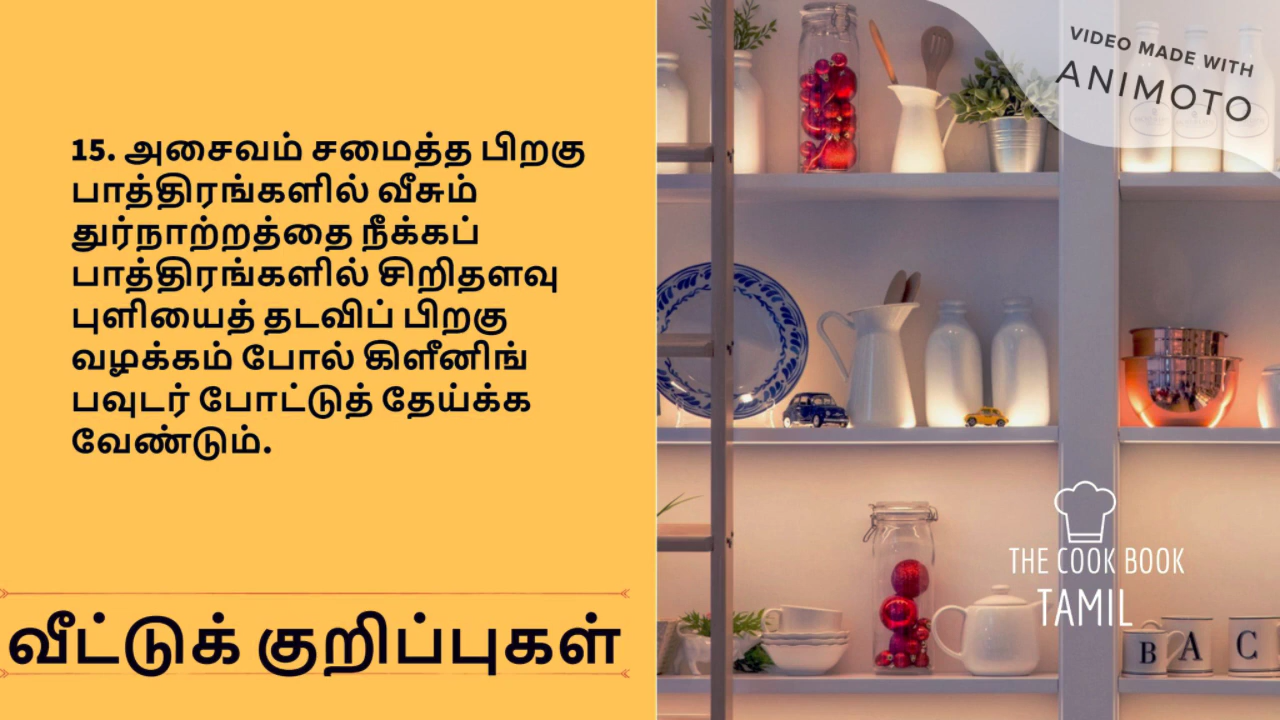 15. அசைவம் சமைத்த பிறகு
பாத்திரங்களில் வீசும்
துர்நாற்றத்தை நீக்கப்
பாத்திரங்களில் சிறிதளவு
புளியைத் தடவிப் பிறகு
வழக்கம் போல் கிளீனிங்
பவுடர் போட்டுத் தேய்க்க
வேண்டும்.
வீட்டுக் குறிப்புகள்
VIDEO MADE WITH
ANIMOTO
THE COOK BOOK
TAMIL
B A C